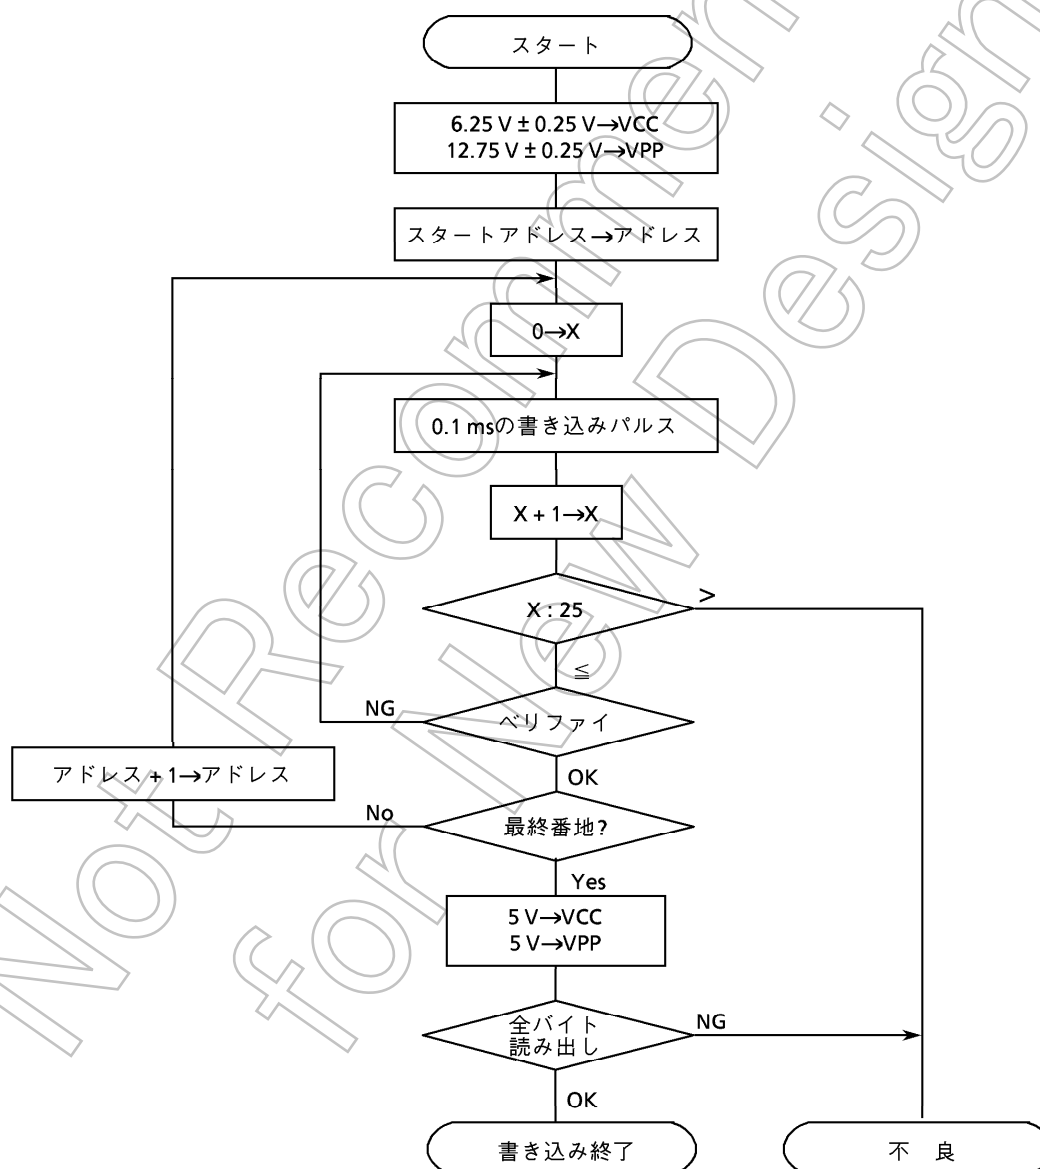 スタート
6.25 V ± 0.25 V→VCC
12.75 V ± 0.25 V→VPP
スタートアドレス→アドレス
0→X
0.1 msの書き込みパルス
X + 1→X
X : 25
>
≦
ベリファイ
NG
OK
アドレス + 1→アドレス
最終番地?
No
Yes
5 V→VCC
5 V→VPP
全バイト
読み出し
NG
OK
書き込み終了
不 良
Not Recommen
for New Design